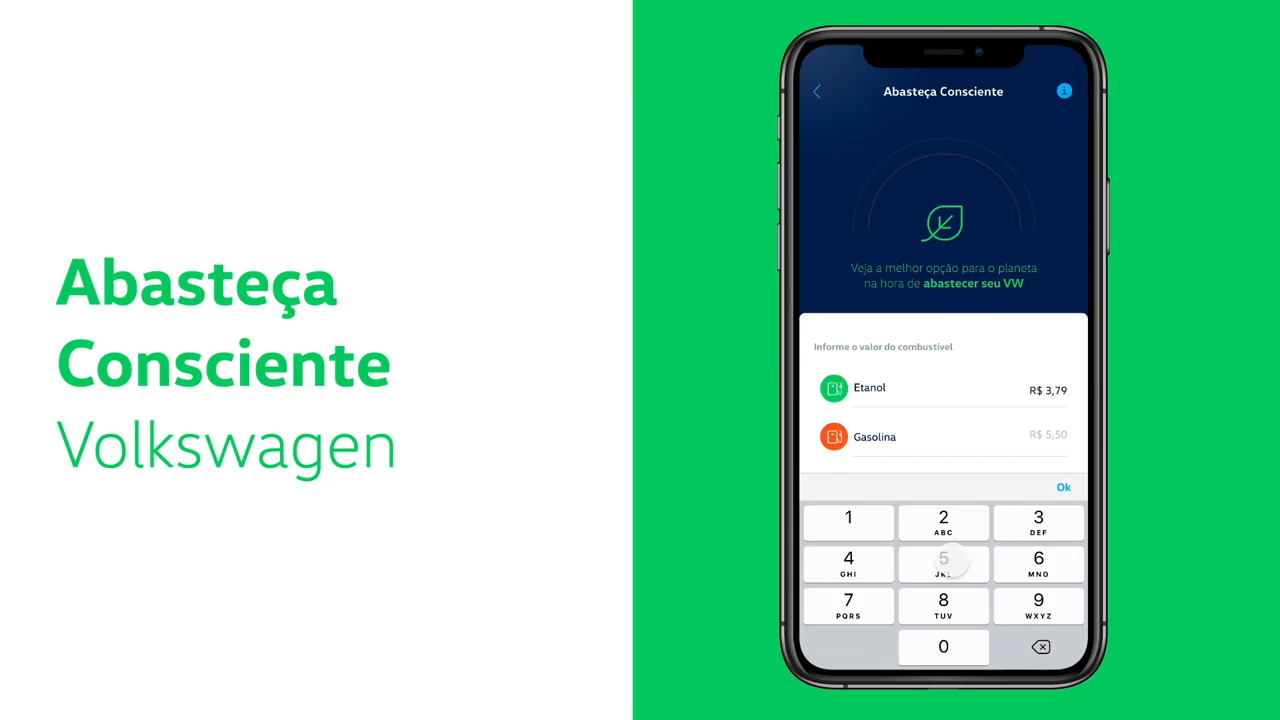 Abasteça
Consciente
Volkswagen
Abasteça Consciente
i
Veja a melhor opção para o planeta
na hora de abastecer seu VW
Informe o valor do combustível
Etanol R$ 3,79
Gasolina R$ 5,50
Ok
1 2 3
ABC DEF
4 5 6
GHI JKL MNO
7 8 9
PQRS TUV WXYZ
0